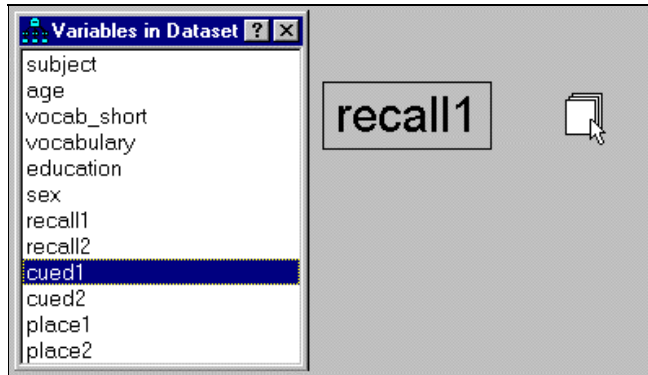 Variables in Dataset
subject
age
vocab_short
vocabulary
education
sex
recall1
recall2
cued1
cued2
place1
place2
recall1